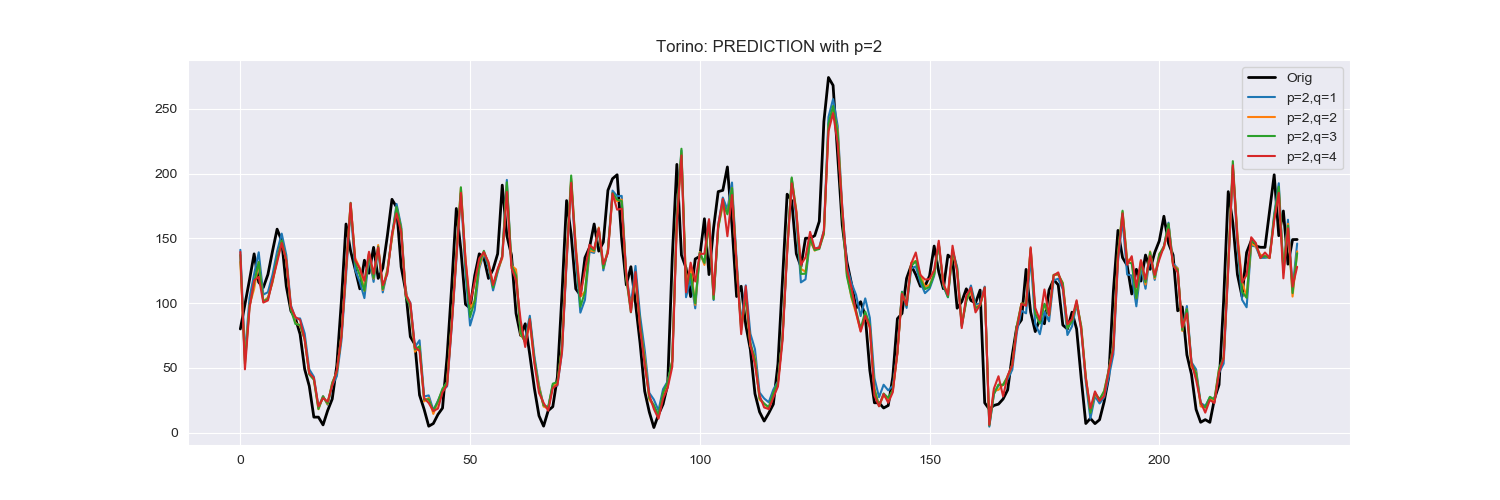 Torino: PREDICTION with p=2
250
200
150
100
50
0
0 50 100 150 200
Orig
p=2,q=1
p=2,q=2
p=2,q=3
p=2,q=4